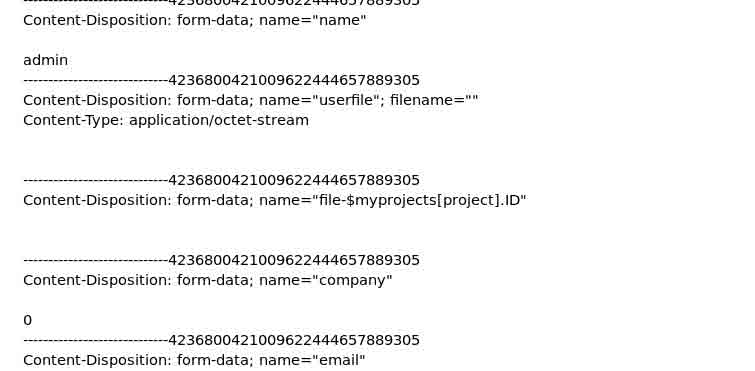 -----------------------------4236800421009622444657889305
Content-Disposition: form-data; name="name"
admin
-----------------------------4236800421009622444657889305
Content-Disposition: form-data; name="userfile"; filename=""
Content-Type: application/octet-stream
-----------------------------4236800421009622444657889305
Content-Disposition: form-data; name="file-$myprojects[project].ID"
-----------------------------4236800421009622444657889305
Content-Disposition: form-data; name="company"
0
-----------------------------4236800421009622444657889305
Content-Disposition: form-data; name="email"